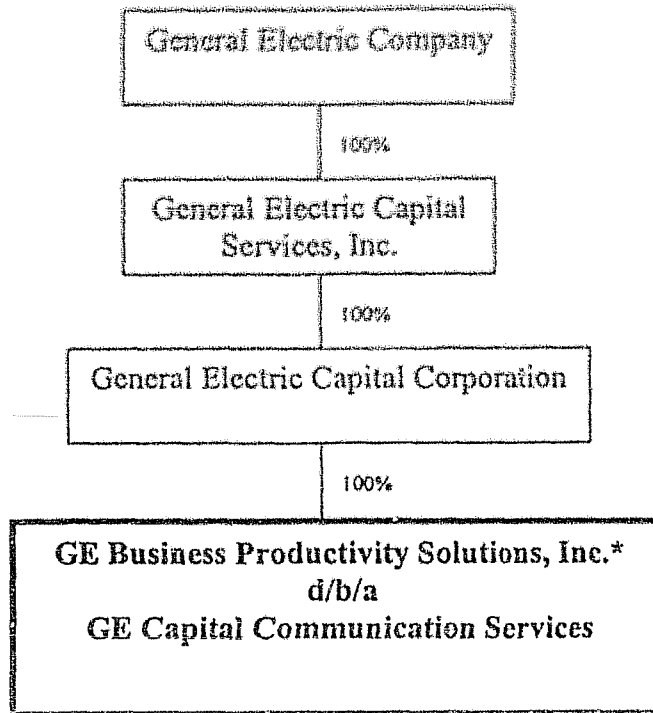 General Electric Company
100%
General Electric Capital
Services, Inc.
100%
General Electric Capital Corporation
100%
GE Business Productivity Solutions, Inc.*
d/b/a
GE Capital Communication Services